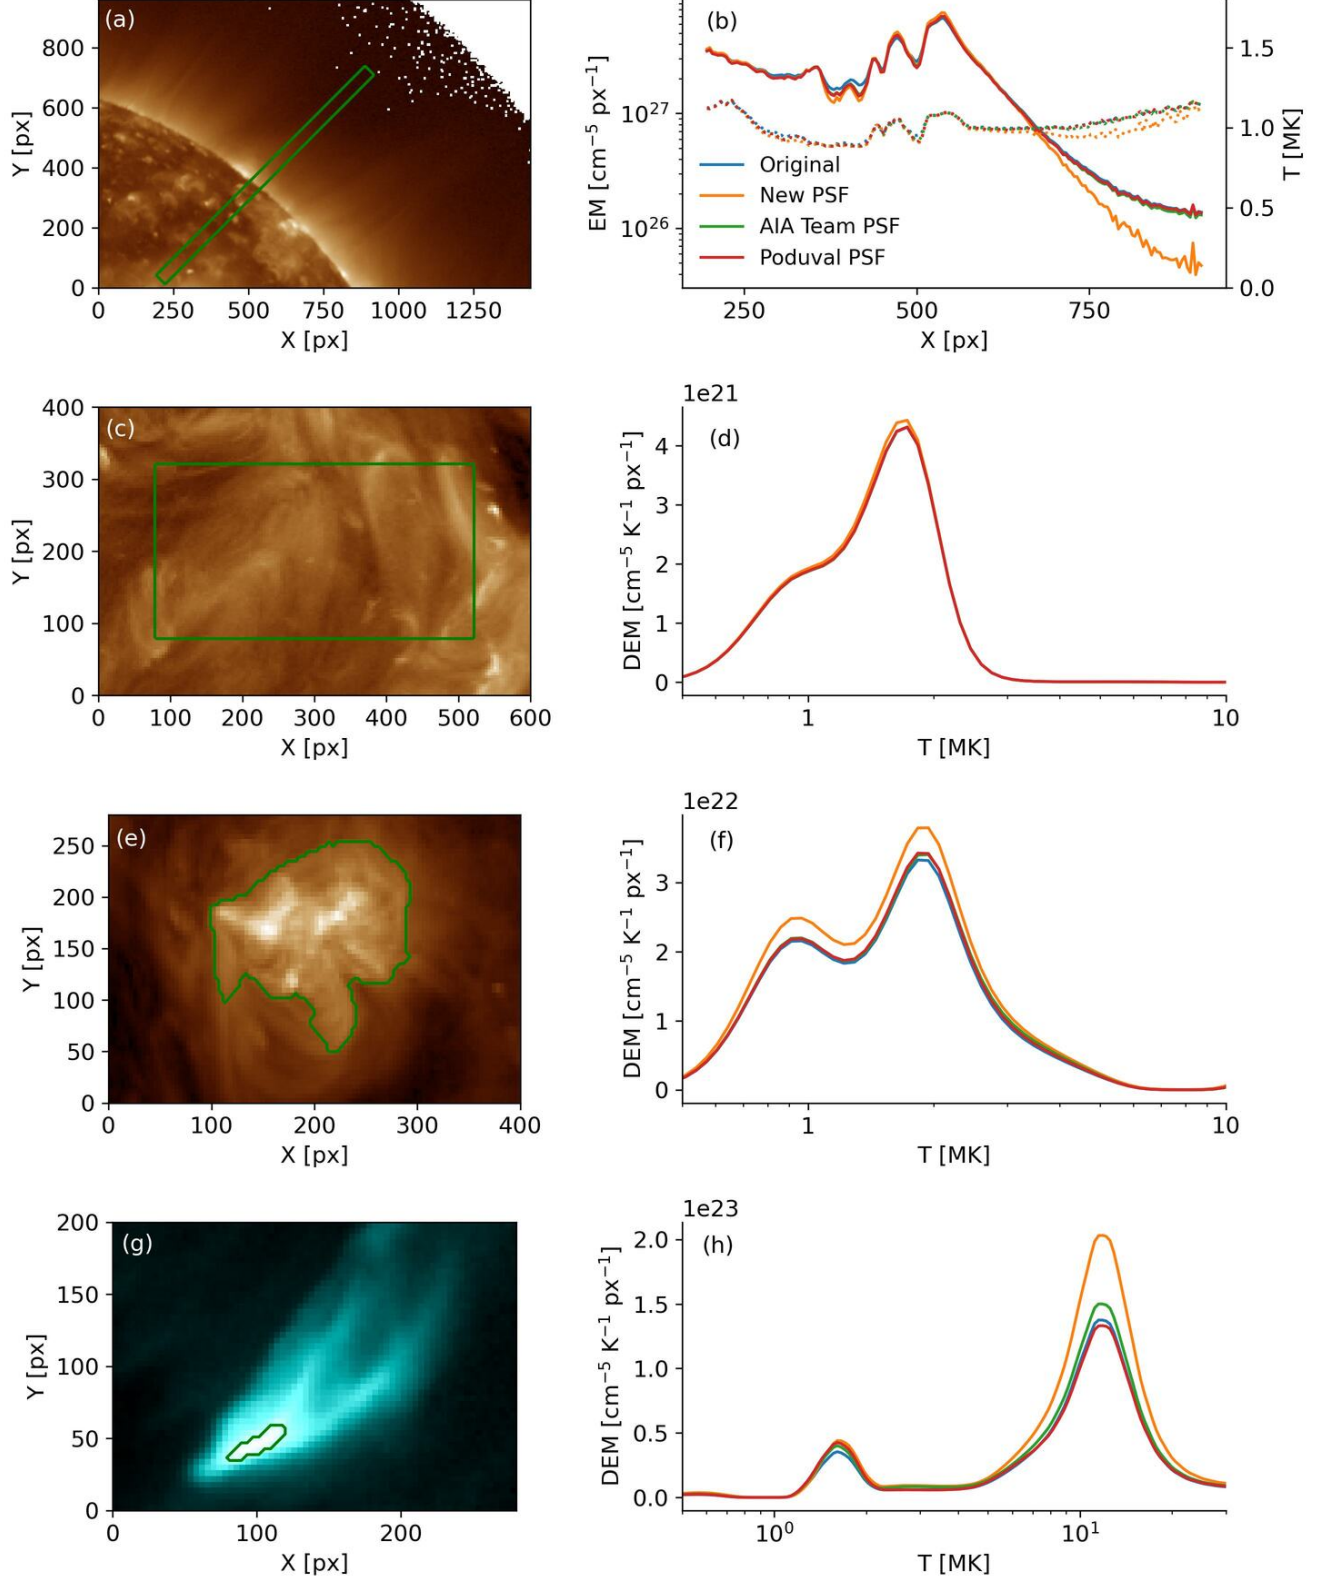 (a)
800
600
400
200
0
Y [px]
0 250 500 750 1000 1250
X [px]
(b)
10²⁷
10²⁶
EM [cm⁻⁵ px⁻¹]
Original
New PSF
AIA Team PSF
Poduval PSF
1.5
1.0
0.5
0.0
T [MK]
250 500 750
X [px]
(c)
400
300
200
100
0
Y [px]
0 100 200 300 400 500 600
X [px]
1e21
(d)
4
3
2
1
0
DEM [cm⁻⁵ K⁻¹ px⁻¹]
1 10
T [MK]
(e)
250
200
150
100
50
0
Y [px]
0 100 200 300 400
X [px]
1e22
(f)
3
2
1
0
DEM [cm⁻⁵ K⁻¹ px⁻¹]
1 10
T [MK]
(g)
200
150
100
50
0
Y [px]
0 100 200
X [px]
1e23
(h)
2.0
1.5
1.0
0.5
0.0
DEM [cm⁻⁵ K⁻¹ px⁻¹]
10⁰ 10¹
T [MK]